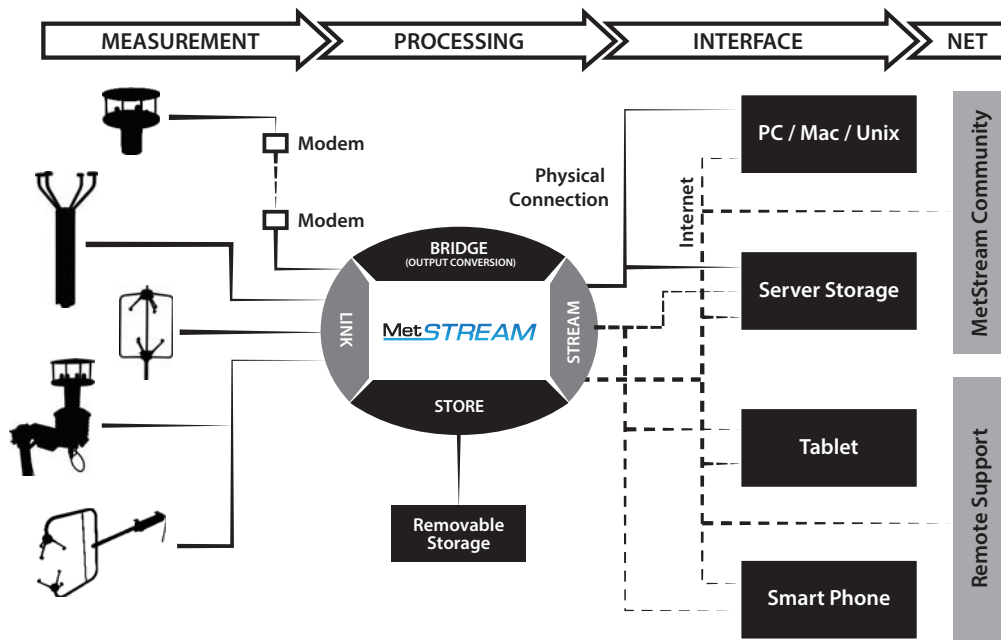 MEASUREMENT
PROCESSING
INTERFACE
NET
Modem
Modem
Physical
Connection
Internet
BRIDGE
(OUTPUT CONVERSION)
LINK
MetSTREAM
STREAM
STORE
Removable
Storage
PC / Mac / Unix
Server Storage
Tablet
Smart Phone
MetStream Community
Remote Support